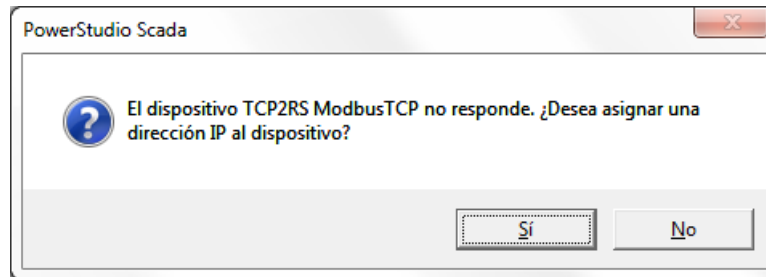 PowerStudio Scada
El dispositivo TCP2RS ModbusTCP no responde. ¿Desea asignar una
dirección IP al dispositivo?
Sí
No